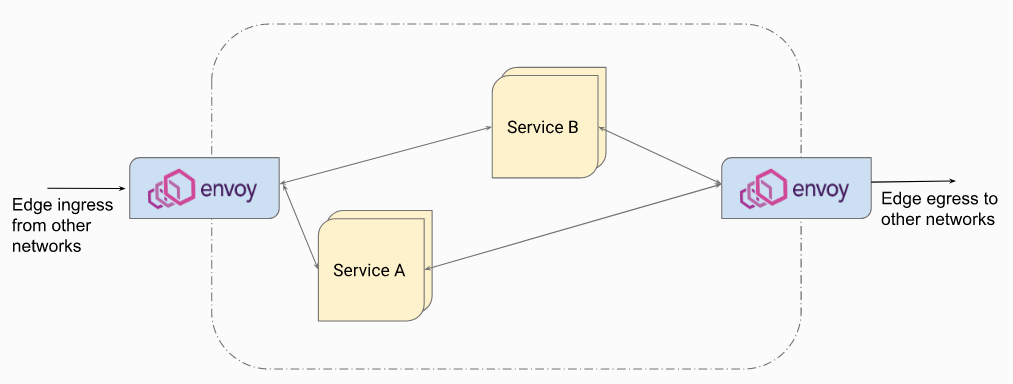 Service B
envoy
envoy
Edge ingress
from other
networks
Edge egress to
other networks
Service A